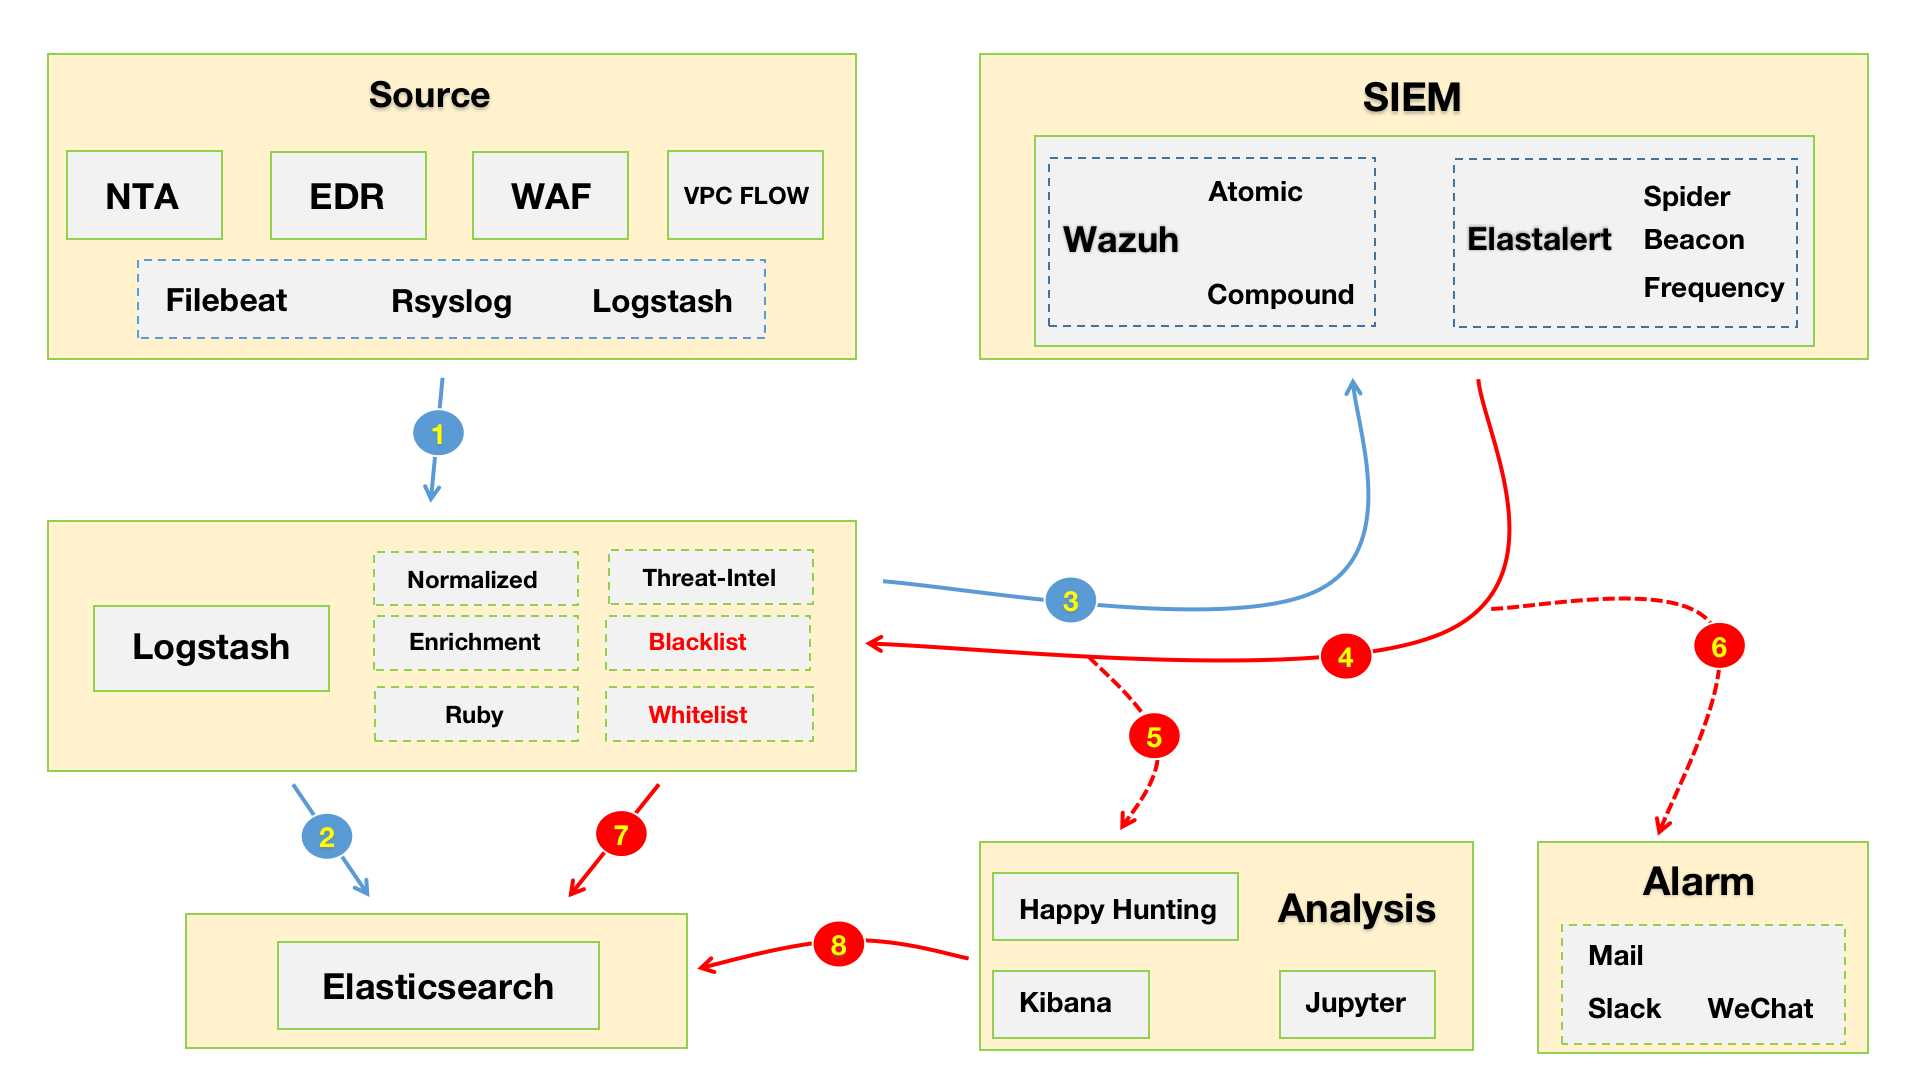 Source
NTA
EDR
WAF
VPC FLOW
Filebeat
Rsyslog
Logstash
SIEM
Wazuh
Atomic
Compound
Elastalert
Spider
Beacon
Frequency
1
Logstash
Normalized
Threat-Intel
Enrichment
Blacklist
Ruby
Whitelist
3
4
6
5
2
7
Elasticsearch
8
Happy Hunting
Analysis
Kibana
Jupyter
Alarm
Mail
Slack
WeChat